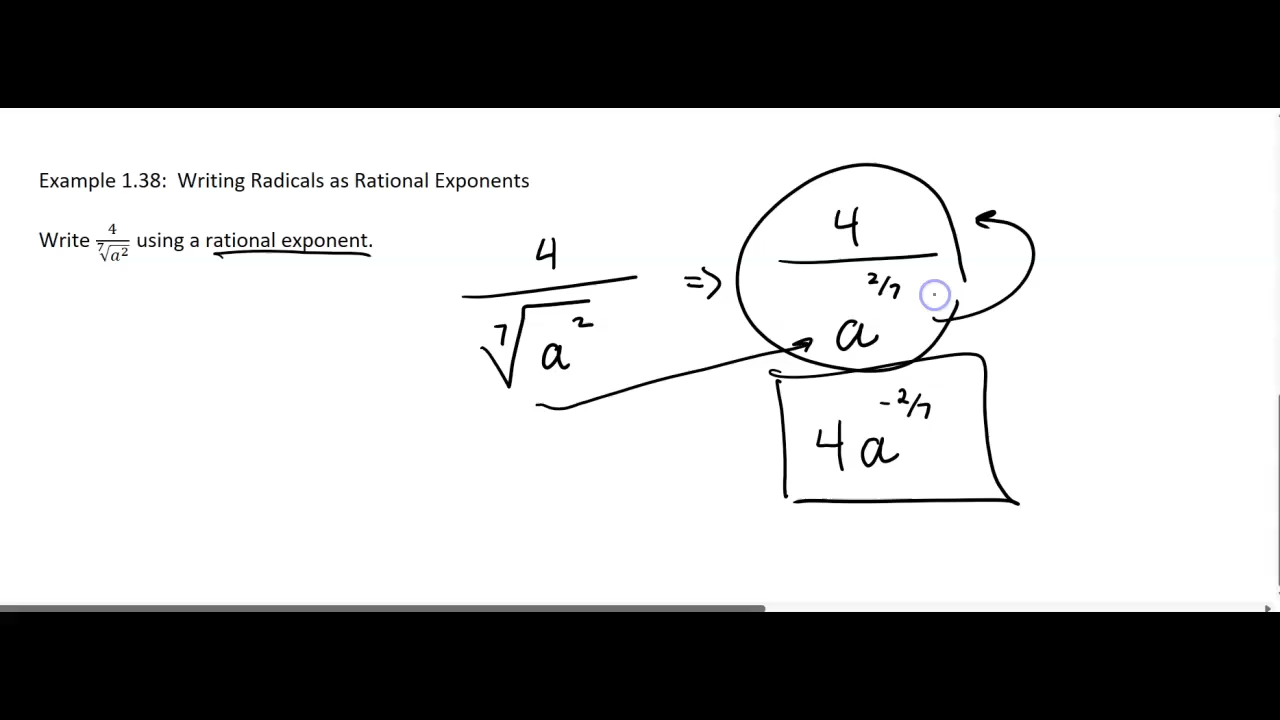 Example 1.38: Writing Radicals as Rational Exponents
Write 4/⁷√a² using a rational exponent.
4/⁷√a² => 4/a^2/7
4a^-2/7